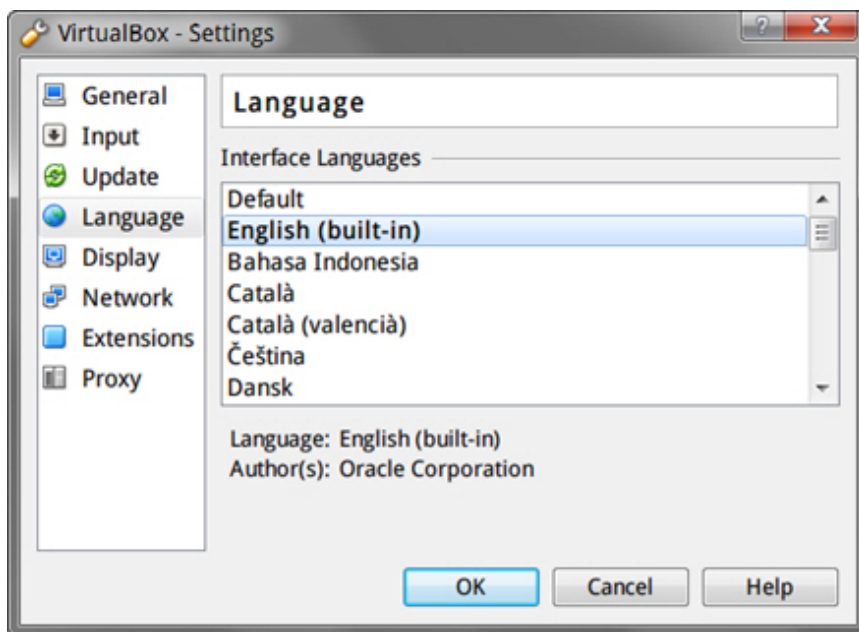 VirtualBox - Settings
General
Input
Update
Language
Display
Network
Extensions
Proxy
Language
Interface Languages
Default
English (built-in)
Bahasa Indonesia
Català
Català (valencià)
Čeština
Dansk
Language: English (built-in)
Author(s): Oracle Corporation
OK
Cancel
Help